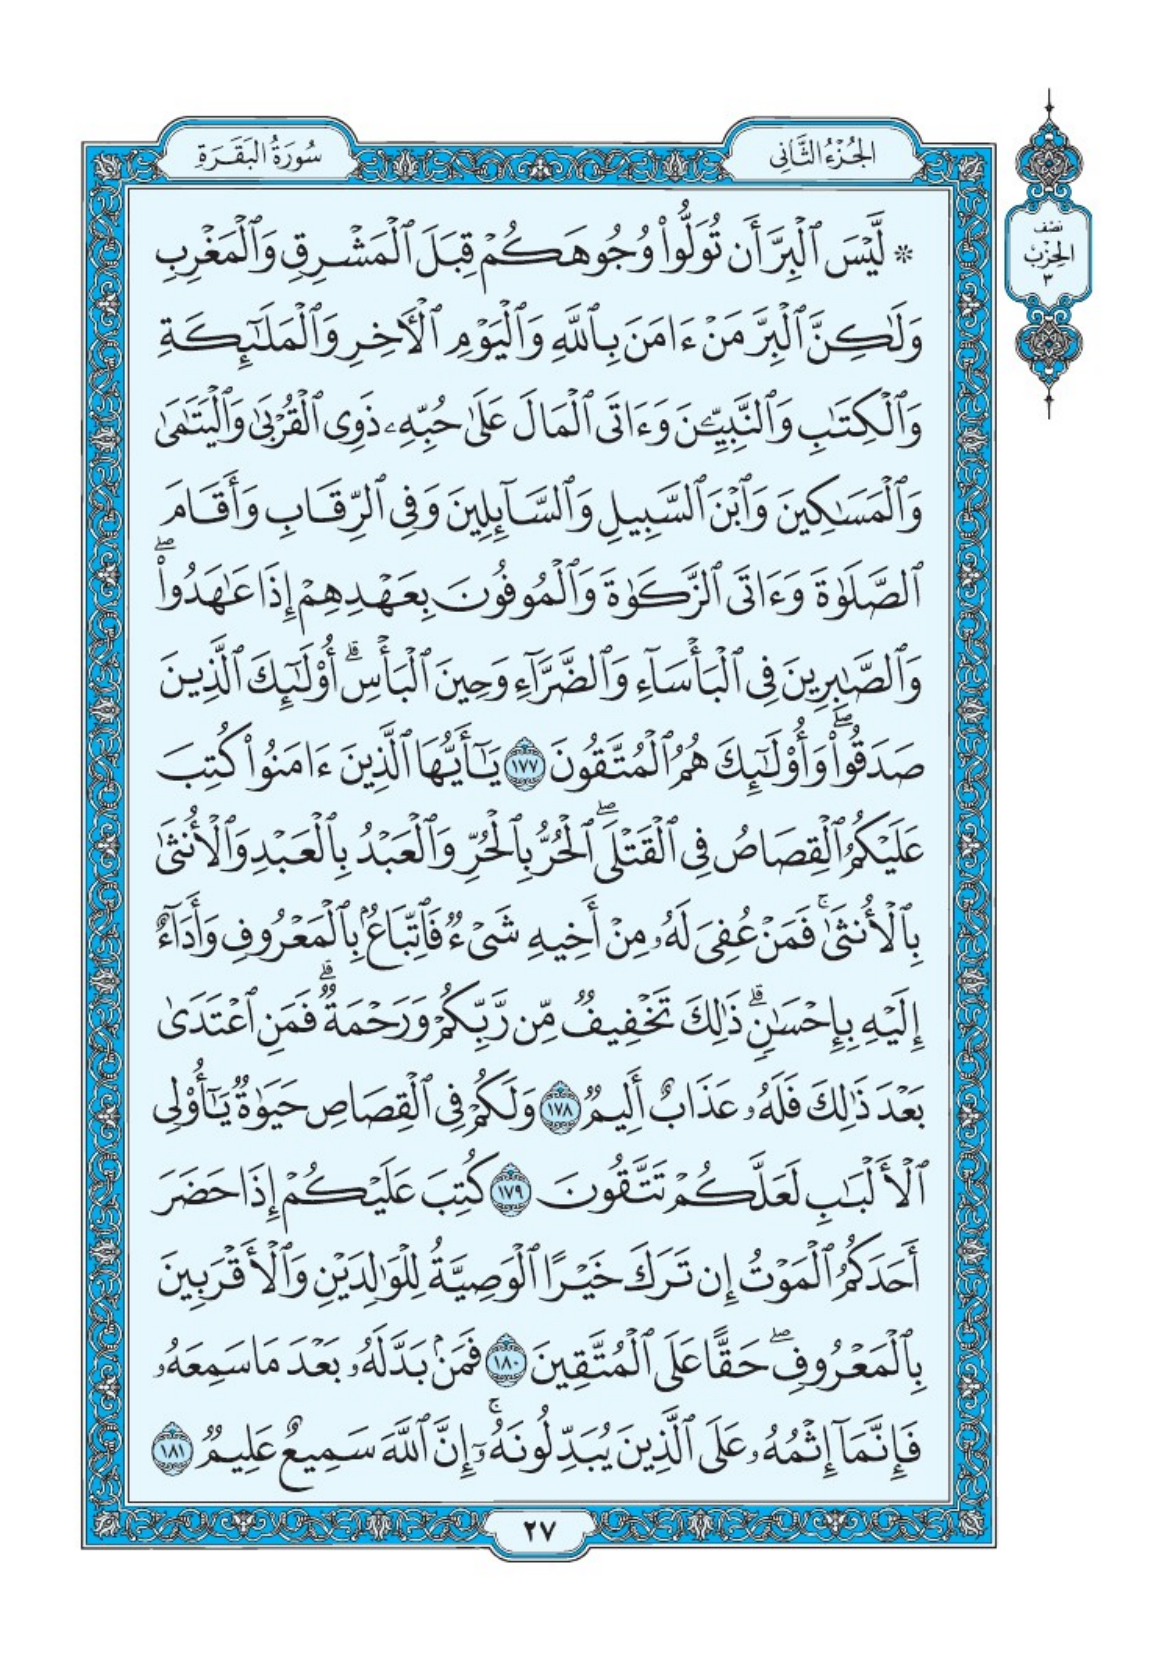 سُورَةُ البَقَرَةِ
الجُزْءُ الثَّانِي
نصف
الحِزْب
٣
۞ لَّيْسَ ٱلْبِرَّ أَن تُوَلُّوا۟ وُجُوهَكُمْ قِبَلَ ٱلْمَشْرِقِ وَٱلْمَغْرِبِ
وَلَٰكِنَّ ٱلْبِرَّ مَنْ ءَامَنَ بِٱللَّهِ وَٱلْيَوْمِ ٱلْأَخِرِ وَٱلْمَلَٰٓئِكَةِ
وَٱلْكِتَٰبِ وَٱلنَّبِيِّۦنَ وَءَاتَى ٱلْمَالَ عَلَىٰ حُبِّهِۦ ذَوِى ٱلْقُرْبَىٰ وَٱلْيَتَٰمَىٰ
وَٱلْمَسَٰكِينَ وَٱبْنَ ٱلسَّبِيلِ وَٱلسَّآئِلِينَ وَفِى ٱلرِّقَابِ وَأَقَامَ
ٱلصَّلَوٰةَ وَءَاتَى ٱلزَّكَوٰةَ وَٱلْمُوفُونَ بِعَهْدِهِمْ إِذَا عَٰهَدُوا۟ۖ
وَٱلصَّٰبِرِينَ فِى ٱلْبَأْسَآءِ وَٱلضَّرَّآءِ وَحِينَ ٱلْبَأْسِۗ أُو۟لَٰٓئِكَ ٱلَّذِينَ
صَدَقُوا۟ۖ وَأُو۟لَٰٓئِكَ هُمُ ٱلْمُتَّقُونَ ١٧٧ يَٰٓأَيُّهَا ٱلَّذِينَ ءَامَنُوا۟ كُتِبَ
عَلَيْكُمُ ٱلْقِصَاصُ فِى ٱلْقَتْلَىۖ ٱلْحُرُّ بِٱلْحُرِّ وَٱلْعَبْدُ بِٱلْعَبْدِ وَٱلْأُنثَىٰ
بِٱلْأُنثَىٰۚ فَمَنْ عُفِىَ لَهُۥ مِنْ أَخِيهِ شَىْءٌ فَٱتِّبَاعٌۢ بِٱلْمَعْرُوفِ وَأَدَآءٌ
إِلَيْهِ بِإِحْسَٰنٍۗ ذَٰلِكَ تَخْفِيفٌ مِّن رَّبِّكُمْ وَرَحْمَةٌۗ فَمَنِ ٱعْتَدَىٰ
بَعْدَ ذَٰلِكَ فَلَهُۥ عَذَابٌ أَلِيمٌ ١٧٨ وَلَكُمْ فِى ٱلْقِصَاصِ حَيَوٰةٌ يَٰٓأُو۟لِى
ٱلْأَلْبَٰبِ لَعَلَّكُمْ تَتَّقُونَ ١٧٩ كُتِبَ عَلَيْكُمْ إِذَا حَضَرَ
أَحَدَكُمُ ٱلْمَوْتُ إِن تَرَكَ خَيْرًا ٱلْوَصِيَّةُ لِلْوَٰلِدَيْنِ وَٱلْأَقْرَبِينَ
بِٱلْمَعْرُوفِۖ حَقًّا عَلَى ٱلْمُتَّقِينَ ١٨٠ فَمَنۢ بَدَّلَهُۥ بَعْدَ مَا سَمِعَهُۥ
فَإِنَّمَآ إِثْمُهُۥ عَلَى ٱلَّذِينَ يُبَدِّلُونَهُۥٓۚ إِنَّ ٱللَّهَ سَمِيعٌ عَلِيمٌ ١٨١
٢٧